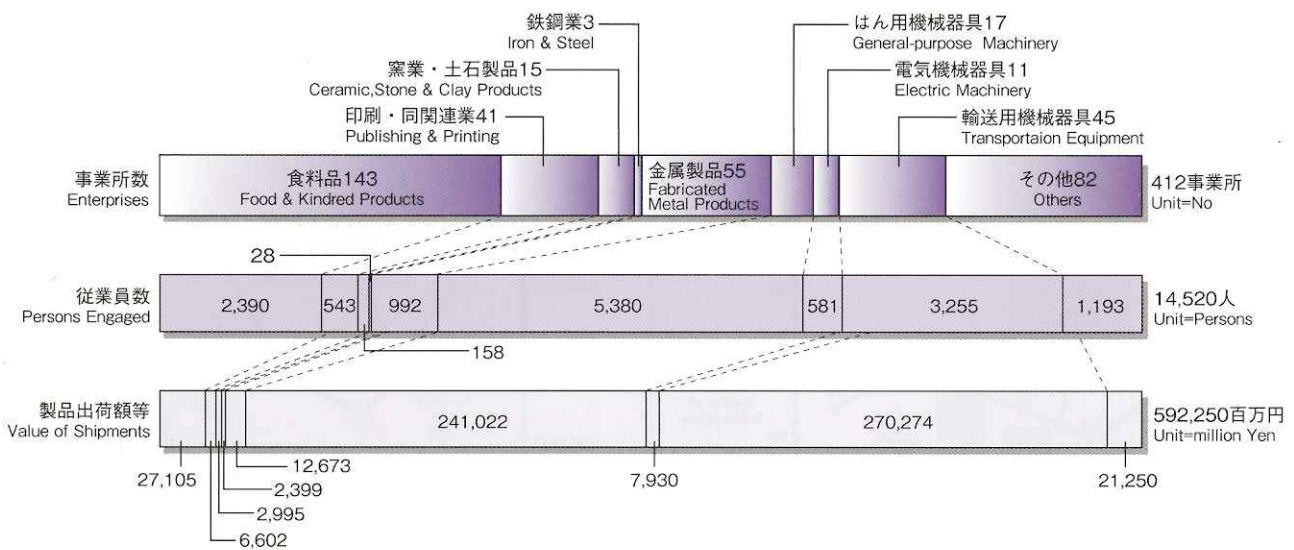 鉄鋼業3
Iron & Steel
はん用機械器具17
General-purpose Machinery
窯業・土石製品15
Ceramic,Stone & Clay Products
電気機械器具11
Electric Machinery
印刷・同関連業41
Publishing & Printing
輸送用機械器具45
Transportaion Equipment
事業所数
Enterprises
食料品143
Food & Kindred Products
金属製品55
Fabricated
Metal Products
その他82
Others
412事業所
Unit=No
28
従業員数
Persons Engaged
2,390
543
992
5,380
581
3,255
1,193
14,520人
Unit=Persons
158
製品出荷額等
Value of Shipments
241,022
270,274
592,250百万円
Unit=million Yen
27,105
12,673
7,930
21,250
2,399
2,995
6,602